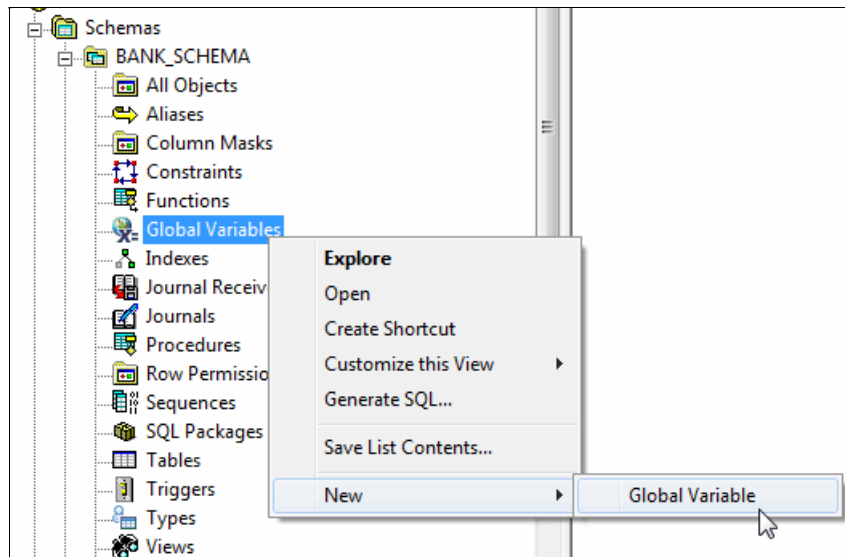 Schemas
BANK_SCHEMA
All Objects
Aliases
Column Masks
Constraints
Functions
Global Variables
Indexes
Journal Receiv
Journals
Procedures
Row Permissio
Sequences
SQL Packages
Tables
Triggers
Types
Views
Explore
Open
Create Shortcut
Customize this View
Generate SQL...
Save List Contents...
New
Global Variable